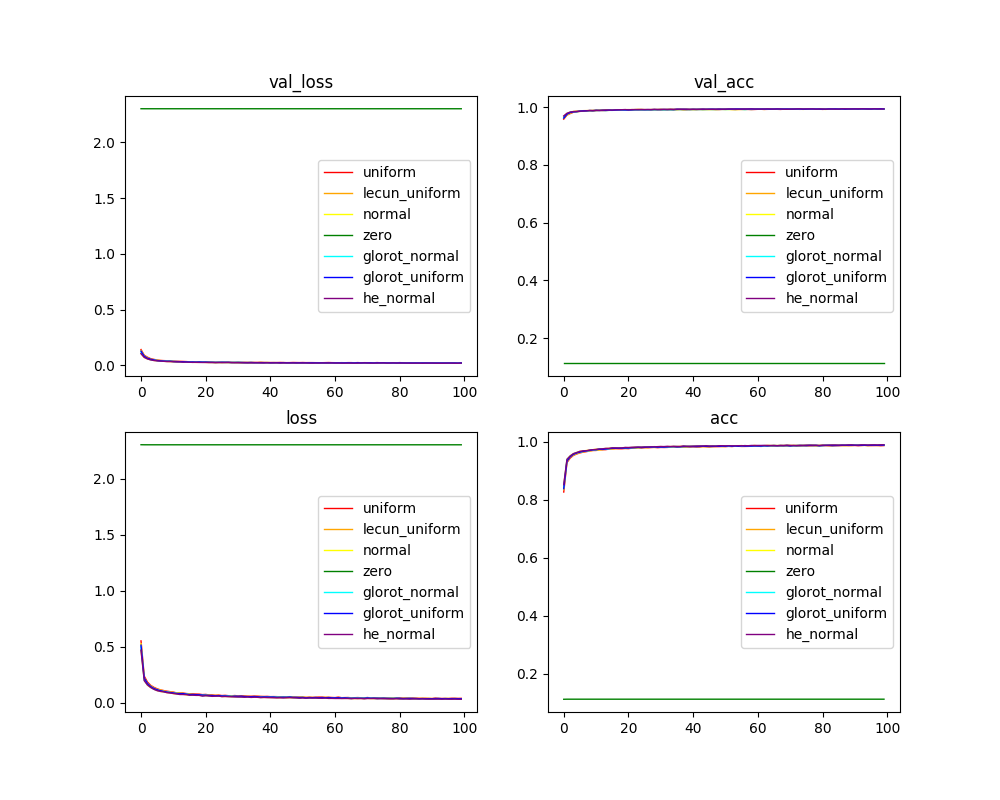 val_loss
2.0
1.5
1.0
0.5
0.0
0 20 40 60 80 100
uniform
lecun_uniform
normal
zero
glorot_normal
glorot_uniform
he_normal
val_acc
1.0
0.8
0.6
0.4
0.2
0 20 40 60 80 100
uniform
lecun_uniform
normal
zero
glorot_normal
glorot_uniform
he_normal
loss
2.0
1.5
1.0
0.5
0.0
0 20 40 60 80 100
uniform
lecun_uniform
normal
zero
glorot_normal
glorot_uniform
he_normal
acc
1.0
0.8
0.6
0.4
0.2
0 20 40 60 80 100
uniform
lecun_uniform
normal
zero
glorot_normal
glorot_uniform
he_normal